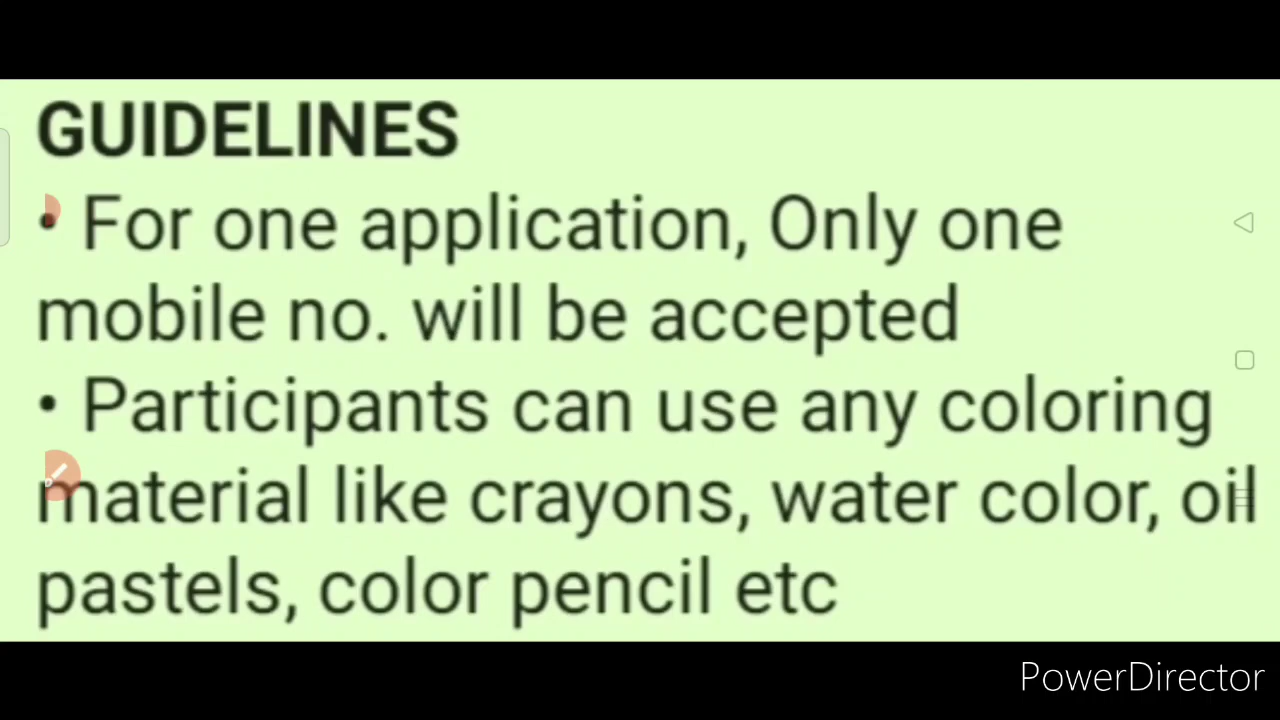 GUIDELINES
• For one application, Only one
mobile no. will be accepted
• Participants can use any coloring
material like crayons, water color, oil
pastels, color pencil etc
PowerDirector